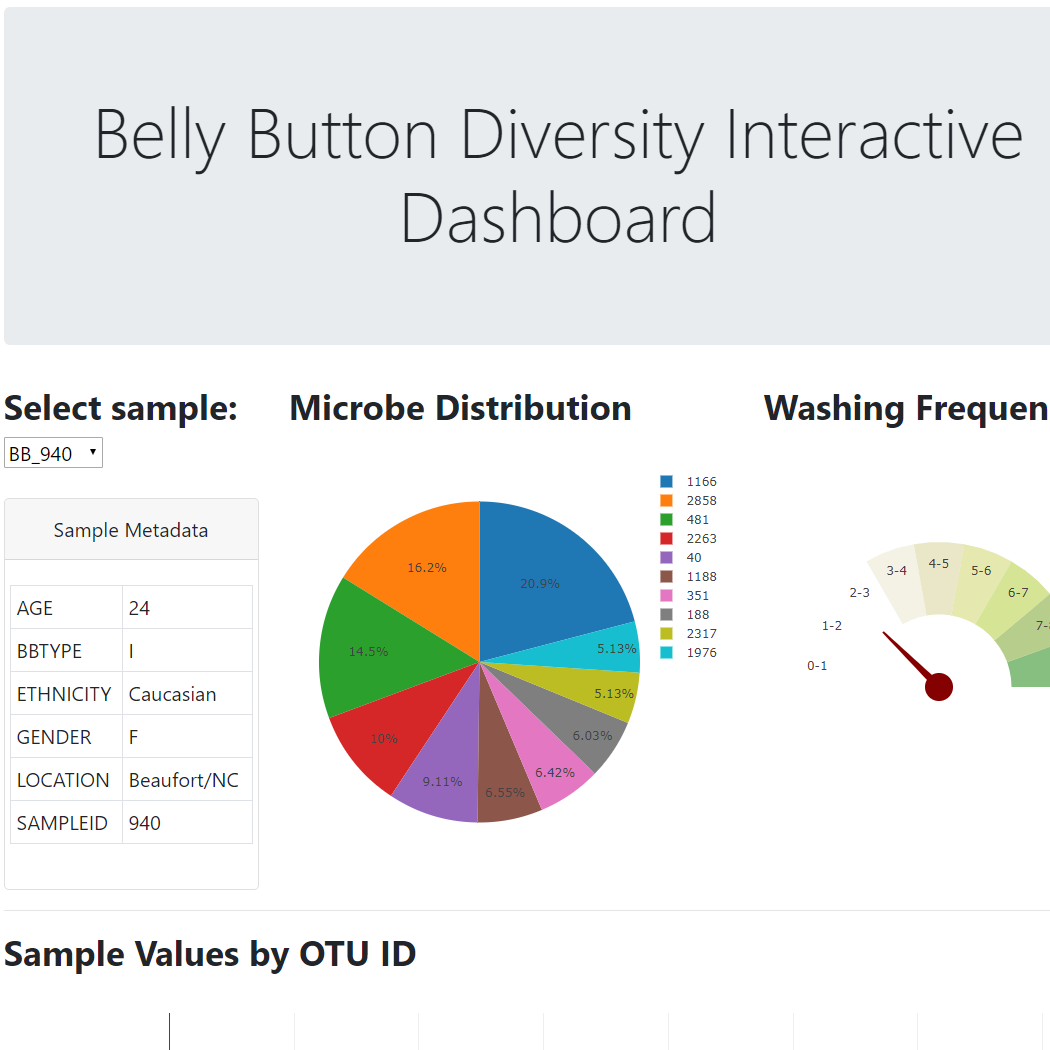 Belly Button Diversity Interactive
Dashboard
Select sample:
BB_940
Sample Metadata
AGE 24
BBTYPE I
ETHNICITY Caucasian
GENDER F
LOCATION Beaufort/NC
SAMPLEID 940
Microbe Distribution
20.9%
16.2%
14.5%
10%
9.11%
6.55%
6.42%
6.03%
5.13%
5.13%
1166
2858
481
2263
40
1188
351
188
2317
1976
Washing Frequen
0-1
1-2
2-3
3-4
4-5
5-6
6-7
7-
Sample Values by OTU ID